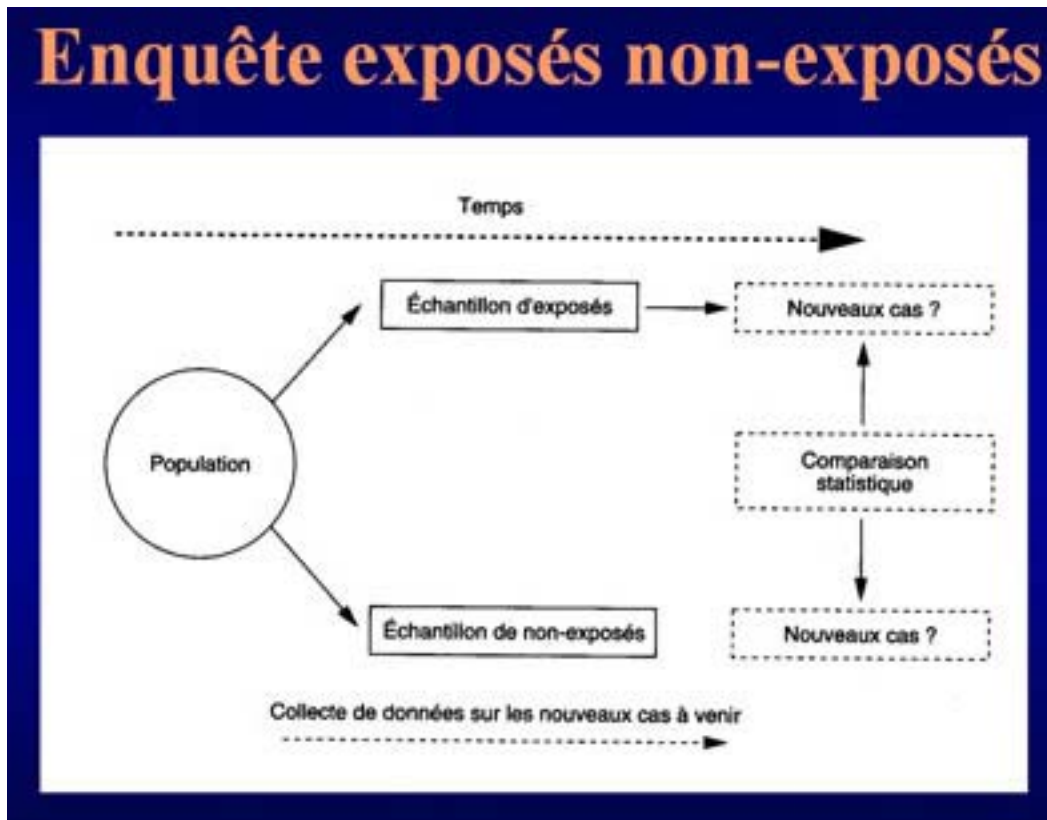 Enquête exposés non-exposés
Temps
Échantillon d'exposés
Nouveaux cas ?
Population
Comparaison
statistique
Échantillon de non-exposés
Nouveaux cas ?
Collecte de données sur les nouveaux cas à venir